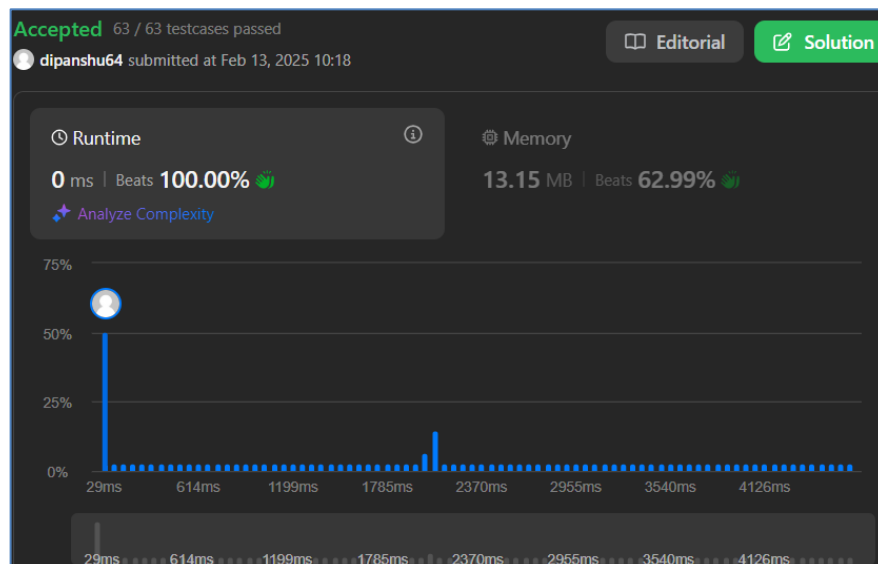 Accepted 63 / 63 testcases passed
Editorial
Solution
dipanshu64 submitted at Feb 13, 2025 10:18
Runtime
0 ms | Beats 100.00%
Analyze Complexity
Memory
13.15 MB | Beats 62.99%
75%
50%
25%
0%
29ms 614ms 1199ms 1785ms 2370ms 2955ms 3540ms 4126ms
29ms 614ms 1199ms 1785ms 2370ms 2955ms 3540ms 4126ms